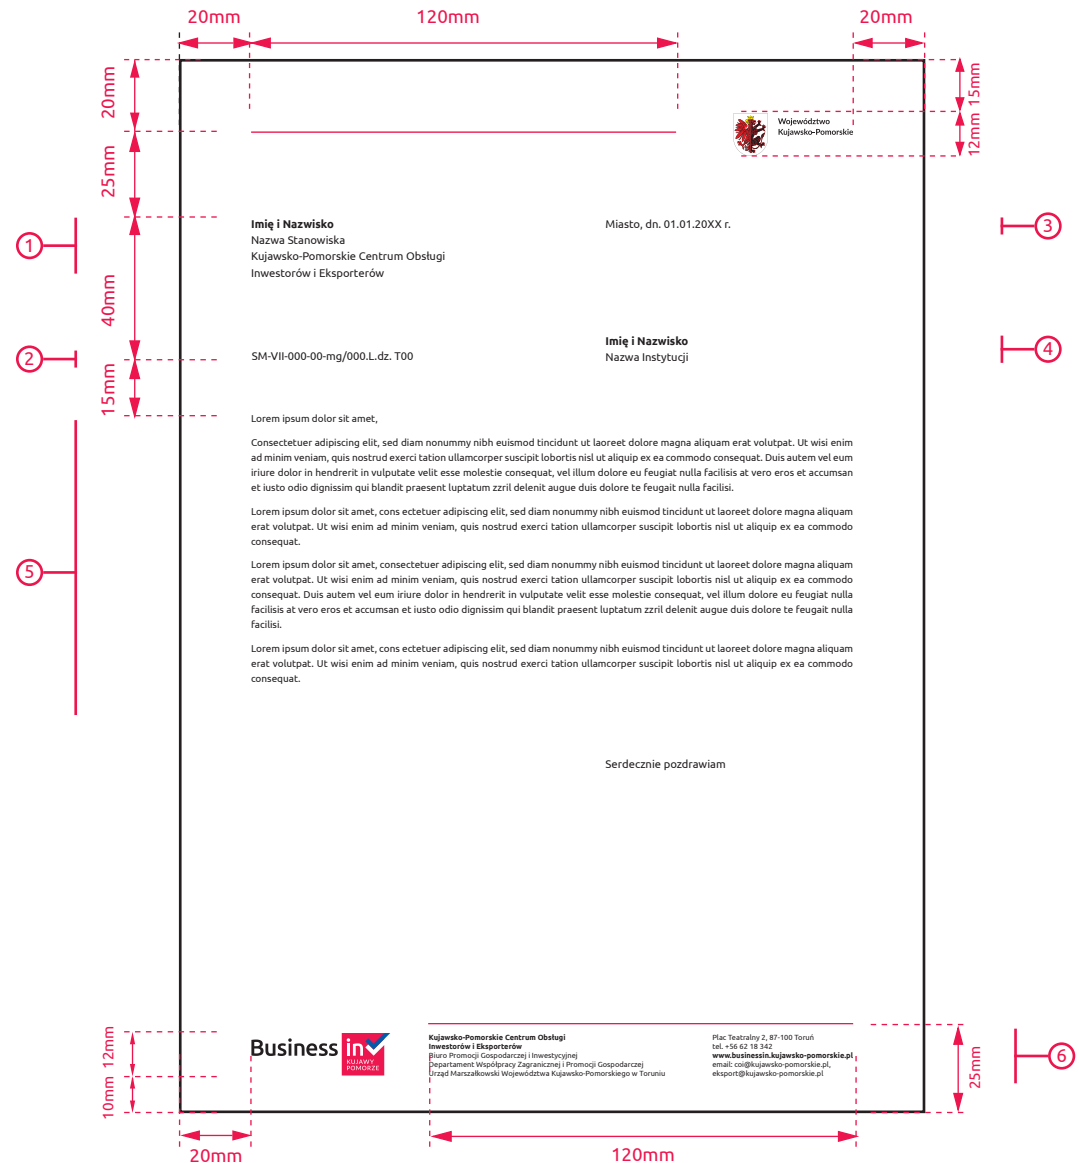 20mm
120mm
20mm
20mm
15mm
Województwo
Kujawsko-Pomorskie
12mm
25mm
Imię i Nazwisko
Nazwa Stanowiska
Kujawsko-Pomorskie Centrum Obsługi
Inwestorów i Eksporterów
Miasto, dn. 01.01.20XX r.
1
3
40mm
Imię i Nazwisko
Nazwa Instytucji
SM-VII-000-00-mg/000.L.dz. T00
2
4
15mm
Lorem ipsum dolor sit amet,
Consectetuer adipiscing elit, sed diam nonummy nibh euismod tincidunt ut laoreet dolore magna aliquam erat volutpat. Ut wisi enim
ad minim veniam, quis nostrud exerci tation ullamcorper suscipit lobortis nisl ut aliquip ex ea commodo consequat. Duis autem vel eum
iriure dolor in hendrerit in vulputate velit esse molestie consequat, vel illum dolore eu feugiat nulla facilisis at vero eros et accumsan
et iusto odio dignissim qui blandit praesent luptatum zzril delenit augue duis dolore te feugait nulla facilisi.
Lorem ipsum dolor sit amet, cons ectetuer adipiscing elit, sed diam nonummy nibh euismod tincidunt ut laoreet dolore magna aliquam
erat volutpat. Ut wisi enim ad minim veniam, quis nostrud exerci tation ullamcorper suscipit lobortis nisl ut aliquip ex ea commodo
consequat.
5
Lorem ipsum dolor sit amet, consectetuer adipiscing elit, sed diam nonummy nibh euismod tincidunt ut laoreet dolore magna aliquam
erat volutpat. Ut wisi enim ad minim veniam, quis nostrud exerci tation ullamcorper suscipit lobortis nisl ut aliquip ex ea commodo
consequat. Duis autem vel eum iriure dolor in hendrerit in vulputate velit esse molestie consequat, vel illum dolore eu feugiat nulla
facilisis at vero eros et accumsan et iusto odio dignissim qui blandit praesent luptatum zzril delenit augue duis dolore te feugait nulla
facilisi.
Lorem ipsum dolor sit amet, cons ectetuer adipiscing elit, sed diam nonummy nibh euismod tincidunt ut laoreet dolore magna aliquam
erat volutpat. Ut wisi enim ad minim veniam, quis nostrud exerci tation ullamcorper suscipit lobortis nisl ut aliquip ex ea commodo
consequat.
Serdecznie pozdrawiam
12mm
Business in
KUJAWY
POMORZE
Kujawsko-Pomorskie Centrum Obsługi
Inwestorów i Eksporterów
Biuro Promocji Gospodarczej i Inwestycyjnej
Departament Współpracy Zagranicznej i Promocji Gospodarczej
Urząd Marszałkowski Województwa Kujawsko-Pomorskiego w Toruniu
Plac Teatralny 2, 87-100 Toruń
tel. +56 62 18 342
www.businessin.kujawsko-pomorskie.pl
email: coi@kujawsko-pomorskie.pl,
eksport@kujawsko-pomorskie.pl
6
25mm
10mm
20mm
120mm